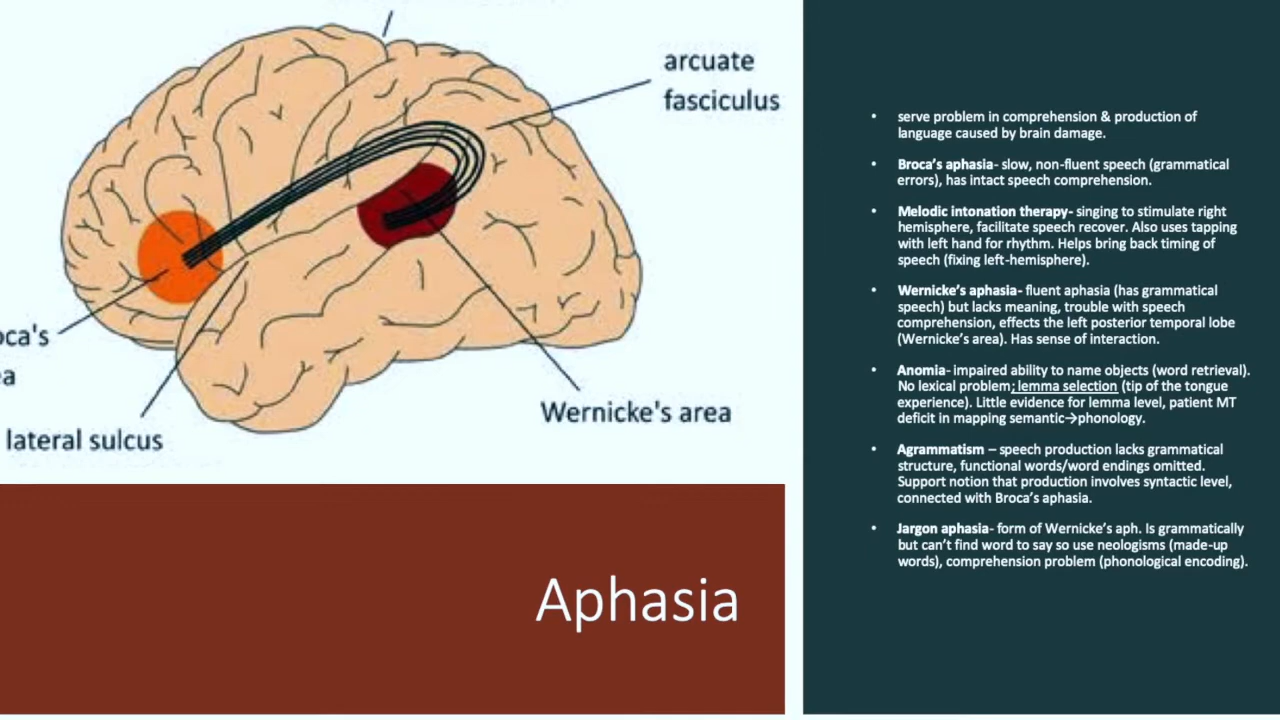 arcuate
fasciculus
oca's
a
lateral sulcus
Wernicke's area
Aphasia
• serve problem in comprehension & production of
language caused by brain damage.
• Broca's aphasia- slow, non-fluent speech (grammatical
errors), has intact speech comprehension.
• Melodic intonation therapy- singing to stimulate right
hemisphere, facilitate speech recover. Also uses tapping
with left hand for rhythm. Helps bring back timing of
speech (fixing left-hemisphere).
• Wernicke's aphasia- fluent aphasia (has grammatical
speech) but lacks meaning, trouble with speech
comprehension, effects the left posterior temporal lobe
(Wernicke's area). Has sense of interaction.
• Anomia- impaired ability to name objects (word retrieval).
No lexical problem; lemma selection (tip of the tongue
experience). Little evidence for lemma level, patient MT
deficit in mapping semantic→phonology.
• Agrammatism – speech production lacks grammatical
structure, functional words/word endings omitted.
Support notion that production involves syntactic level,
connected with Broca's aphasia.
• Jargon aphasia- form of Wernicke's aph. Is grammatically
but can't find word to say so use neologisms (made-up
words), comprehension problem (phonological encoding).